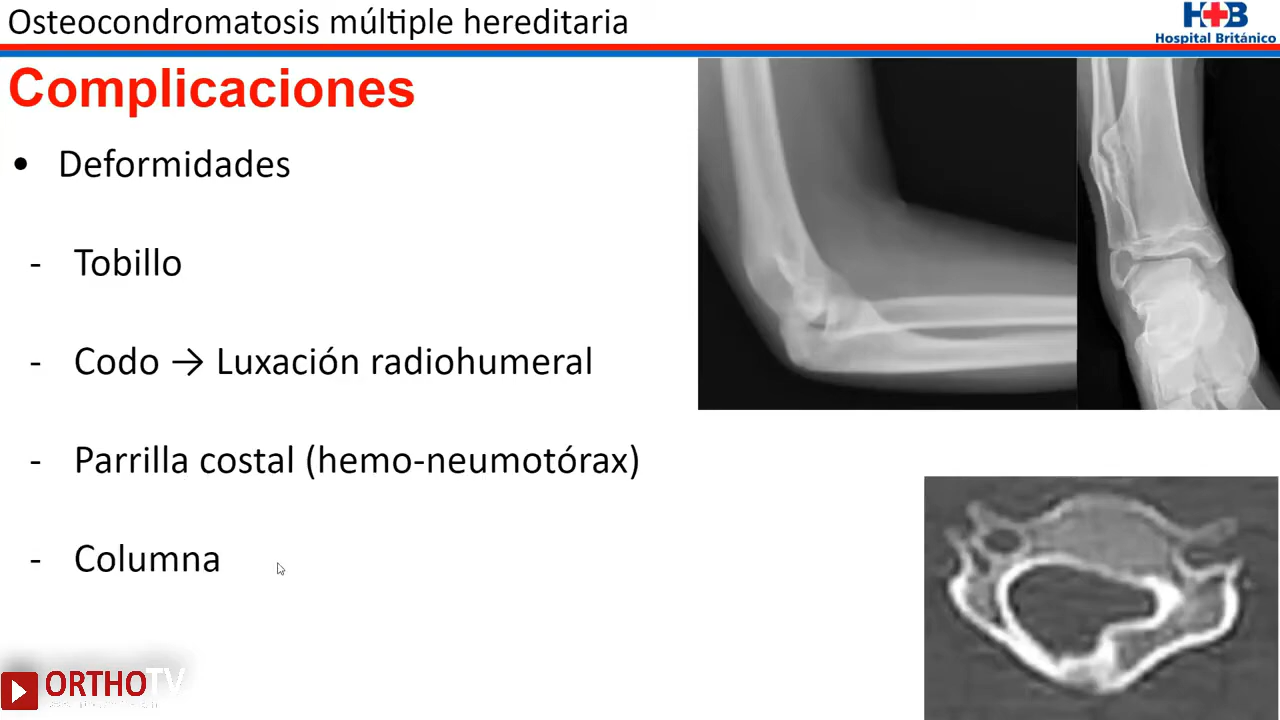 Osteocondromatosis múltiple hereditaria
H B
Hospital Británico
Complicaciones
• Deformidades
- Tobillo
- Codo → Luxación radiohumeral
- Parrilla costal (hemo-neumotórax)
- Columna
ORTHOTV